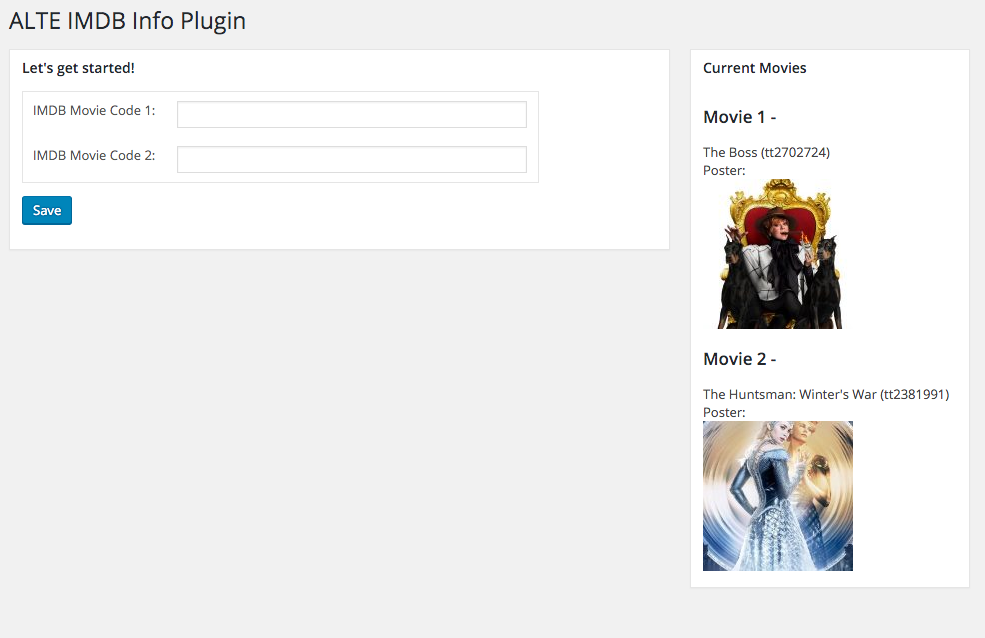 ALTE IMDB Info Plugin
Let's get started!
IMDB Movie Code 1:
IMDB Movie Code 2:
Save
Current Movies
Movie 1 -
The Boss (tt2702724)
Poster:
Movie 2 -
The Huntsman: Winter's War (tt2381991)
Poster: